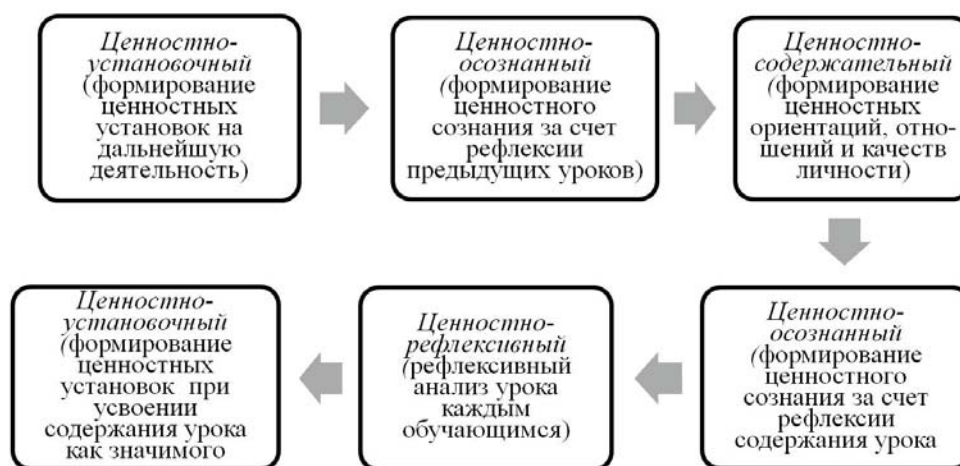 Ценностно-
установочный
(формирование
ценностных
установок на
дальнейшую
деятельность)
Ценностно-
осознанный
(формирование
ценностного
сознания за счет
рефлексии
предыдущих уроков)
Ценностно-
содержательный
(формирование
ценностных
ориентаций, отно-
шений и качеств
личности)
Ценностно-
осознанный
(формирование
ценностного
сознания за счет
рефлексии
содержания урока
Ценностно-
рефлексивный
(рефлексивный
анализ урока
каждым
обучающимся)
Ценностно-
установочный
(формирование
ценностных
установок при
усвоении
содержания урока
как значимого